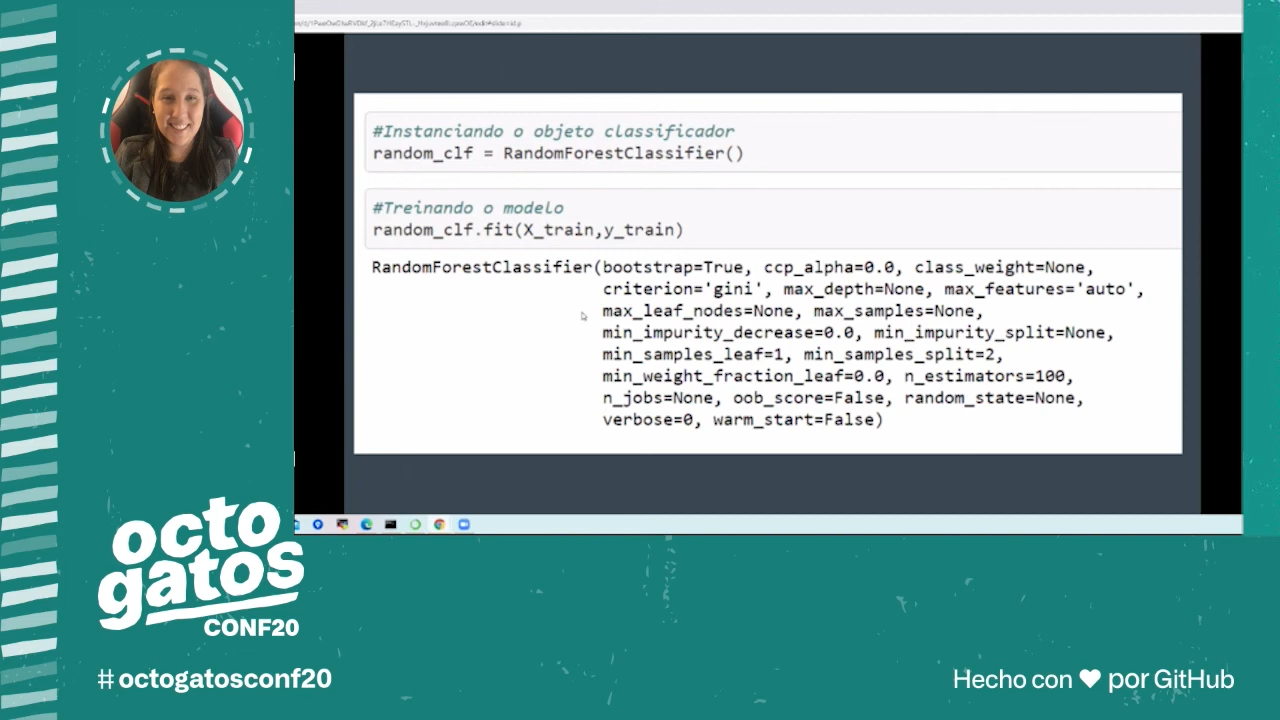 #Instanciando o objeto classificador
random_clf = RandomForestClassifier()
#Treinando o modelo
random_clf.fit(X_train,y_train)
RandomForestClassifier(bootstrap=True, ccp_alpha=0.0, class_weight=None,
criterion='gini', max_depth=None, max_features='auto',
max_leaf_nodes=None, max_samples=None,
min_impurity_decrease=0.0, min_impurity_split=None,
min_samples_leaf=1, min_samples_split=2,
min_weight_fraction_leaf=0.0, n_estimators=100,
n_jobs=None, oob_score=False, random_state=None,
verbose=0, warm_start=False)
octo
gatos
CONF20
#octogatosconf20
Hecho con ♥ por GitHub